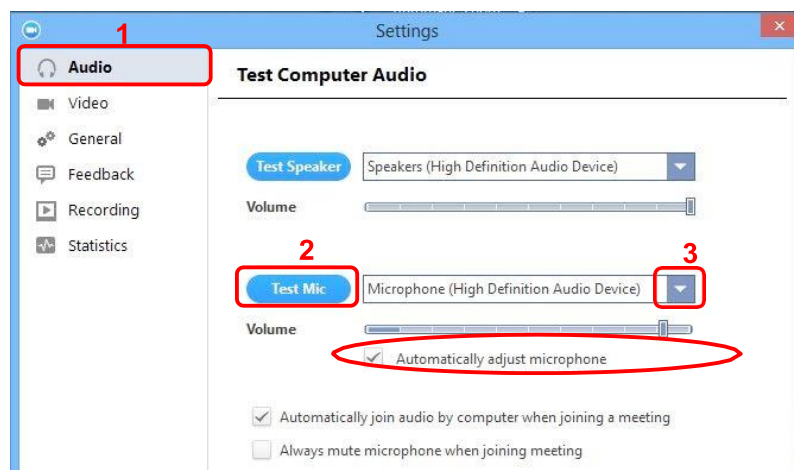 Settings
1
Audio
Video
General
Feedback
Recording
Statistics
Test Computer Audio
Test Speaker Speakers (High Definition Audio Device)
Volume
2 3
Test Mic Microphone (High Definition Audio Device)
Volume
Automatically adjust microphone
Automatically join audio by computer when joining a meeting
Always mute microphone when joining meeting